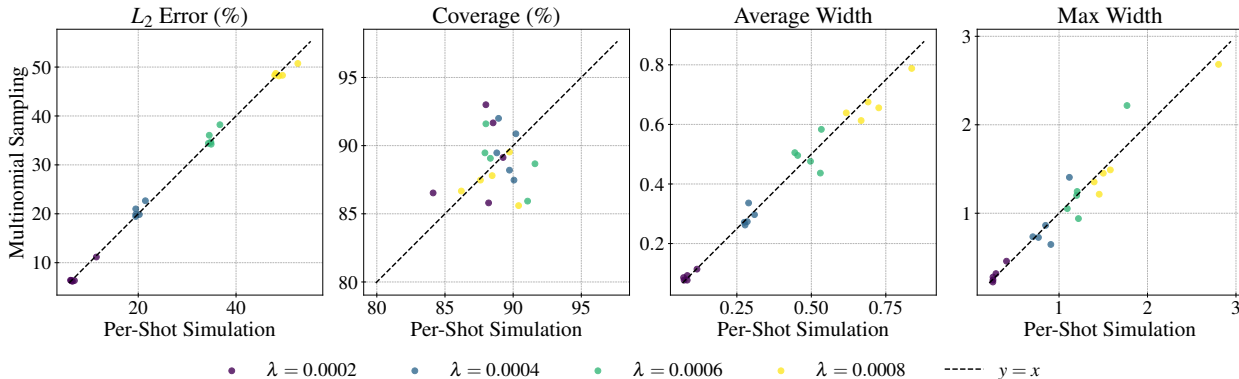 L₂ Error (%)
Coverage (%)
Average Width
Max Width
Multinomial Sampling
50
40
30
20
10
20
40
Per-Shot Simulation
95
90
85
80
80
85
90
95
Per-Shot Simulation
0.8
0.6
0.4
0.2
0.25
0.50
0.75
Per-Shot Simulation
3
2
1
1
2
3
Per-Shot Simulation
λ = 0.0002
λ = 0.0004
λ = 0.0006
λ = 0.0008
y = x